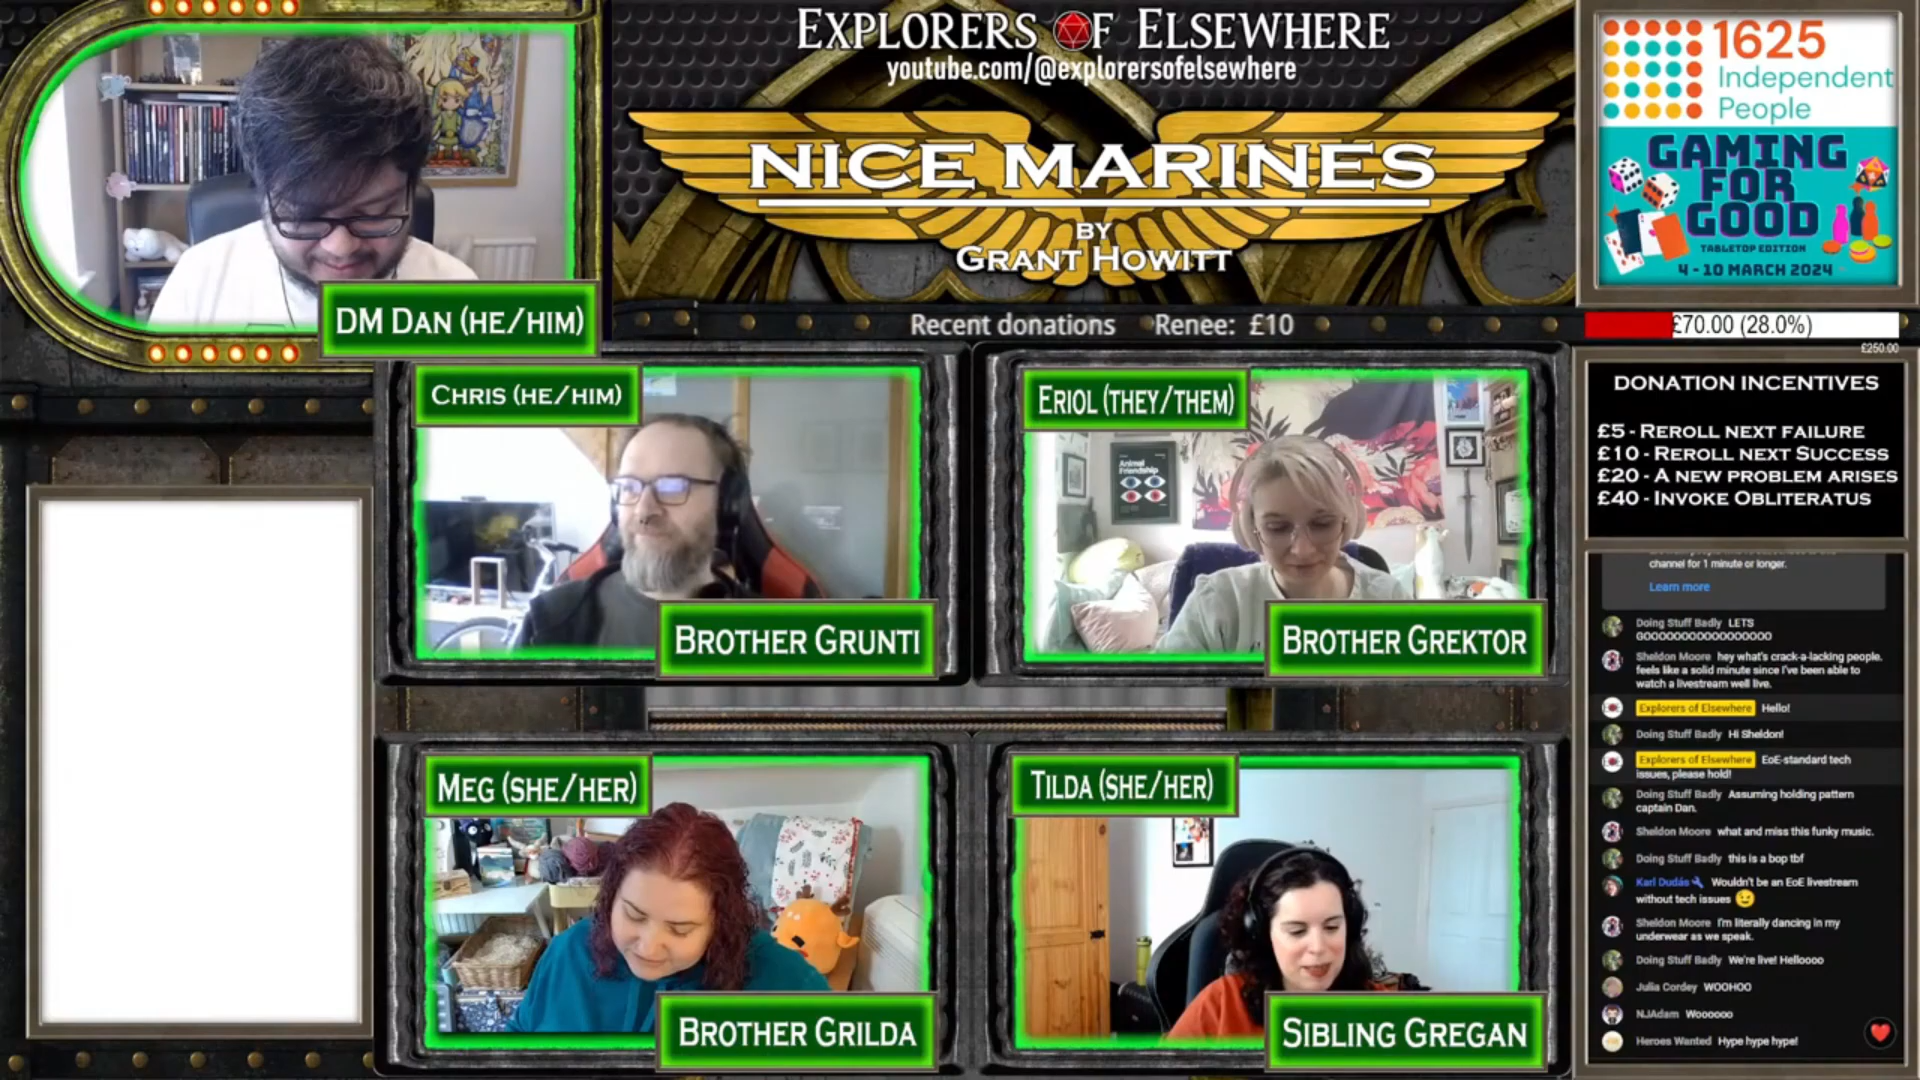 EXPLORERS OF ELSEWHERE
youtube.com/@explorersofelsewhere
NICE MARINES
BY
GRANT HOWITT
1625
Independent
People
GAMING
FOR
GOOD
TABLETOP EDITION
4 - 10 MARCH 2024
DM DAN (HE/HIM)
Recent donations Renee: £10
£70.00 (28.0%)
£250.00
CHRIS (HE/HIM)
BROTHER GRUNTI
ERIOL (THEY/THEM)
Animal
Friendship
BROTHER GREKTOR
MEG (SHE/HER)
BROTHER GRILDA
TILDA (SHE/HER)
SIBLING GREGAN
DONATION INCENTIVES
£5 - REROLL NEXT FAILURE
£10 - REROLL NEXT SUCCESS
£20 - A NEW PROBLEM ARISES
£40 - INVOKE OBLITERATUS
channel for 1 minute or longer.
Learn more
Doing Stuff Badly LETS
GOOOOOOOOOOOOOOOOO
Sheldon Moore hey what's crack-a-lacking people.
feels like a solid minute since I've been able to
watch a livestream well live.
Explorers of Elsewhere Hello!
Doing Stuff Badly Hi Sheldon!
Explorers of Elsewhere EoE-standard tech
issues, please hold!
Doing Stuff Badly Assuming holding pattern
captain Dan.
Sheldon Moore what and miss this funky music.
Doing Stuff Badly this is a bop tbf
Karl Dudás Wouldn't be an EoE livestream
without tech issues 😉
Sheldon Moore I'm literally dancing in my
underwear as we speak.
Doing Stuff Badly We're live! Helloooo
Julia Cordey WOOHOO
NJAdam Woooooo
Heroes Wanted Hype hype hype!